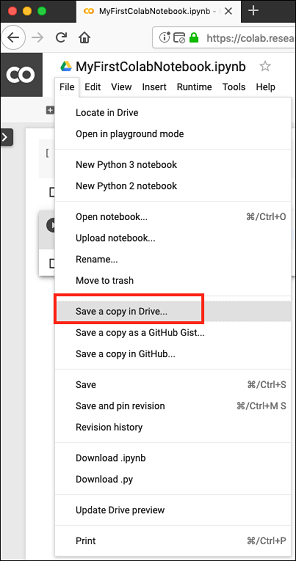 MyFirstColabNotebook.ipynb - C
https://colab.resea
CO
MyFirstColabNotebook.ipynb
File Edit View Insert Runtime Tools Help
Locate in Drive
Open in playground mode
New Python 3 notebook
New Python 2 notebook
Open notebook... ⌘/Ctrl+O
Upload notebook...
Rename...
Move to trash
Save a copy in Drive...
Save a copy as a GitHub Gist...
Save a copy in GitHub...
Save ⌘/Ctrl+S
Save and pin revision ⌘/Ctrl+M S
Revision history
Download .ipynb
Download .py
Update Drive preview
Print ⌘/Ctrl+P